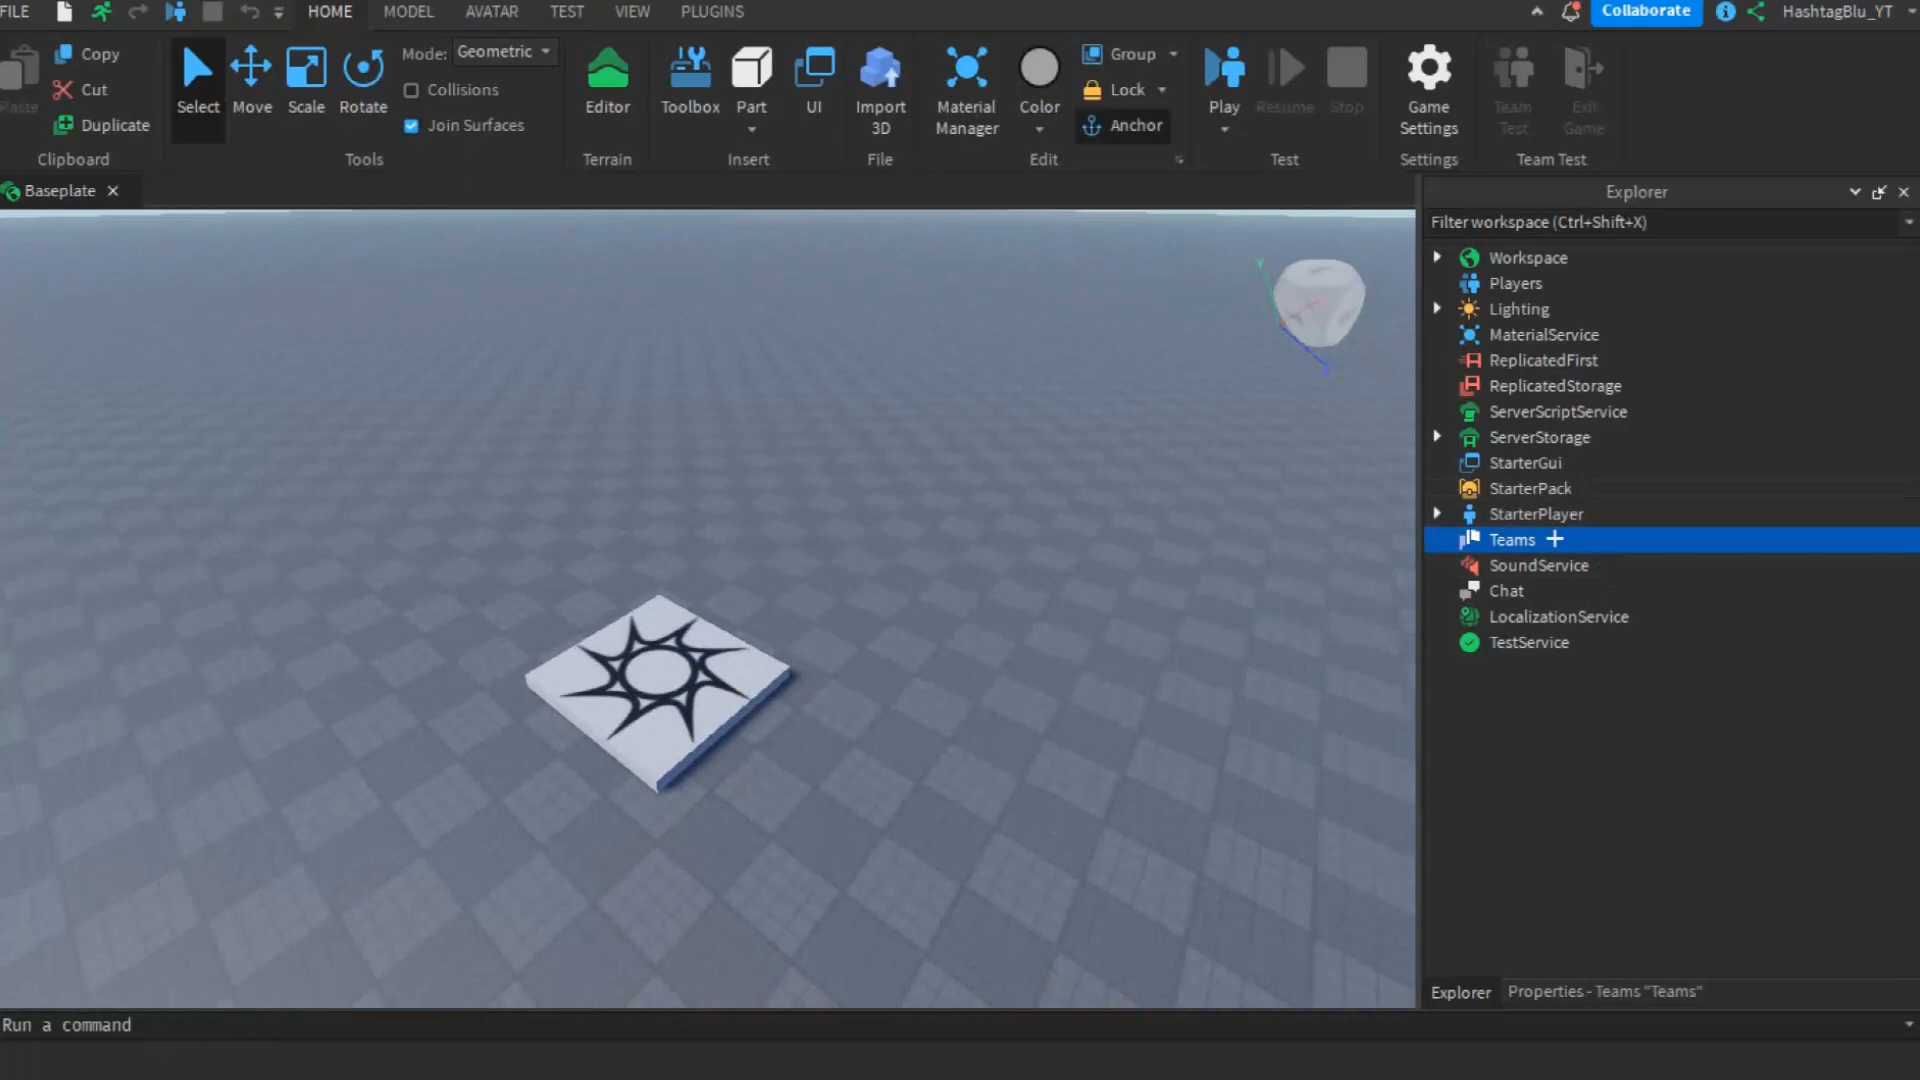 FILE HOME MODEL AVATAR TEST VIEW PLUGINS Collaborate HashtagBlu_YT
Paste Copy Cut Duplicate
Clipboard
Select Move Scale Rotate
Mode: Geometric
Collisions
Join Surfaces
Tools
Editor
Terrain
Toolbox Part UI
Insert
Import 3D
File
Material Manager Color
Group
Lock
Anchor
Edit
Play Resume Stop
Test
Game Settings
Settings
Team Test Exit Game
Team Test
Baseplate
Explorer
Filter workspace (Ctrl+Shift+X)
Workspace
Players
Lighting
MaterialService
ReplicatedFirst
ReplicatedStorage
ServerScriptService
ServerStorage
StarterGui
StarterPack
StarterPlayer
Teams
SoundService
Chat
LocalizationService
TestService
Explorer Properties - Teams "Teams"
Run a command